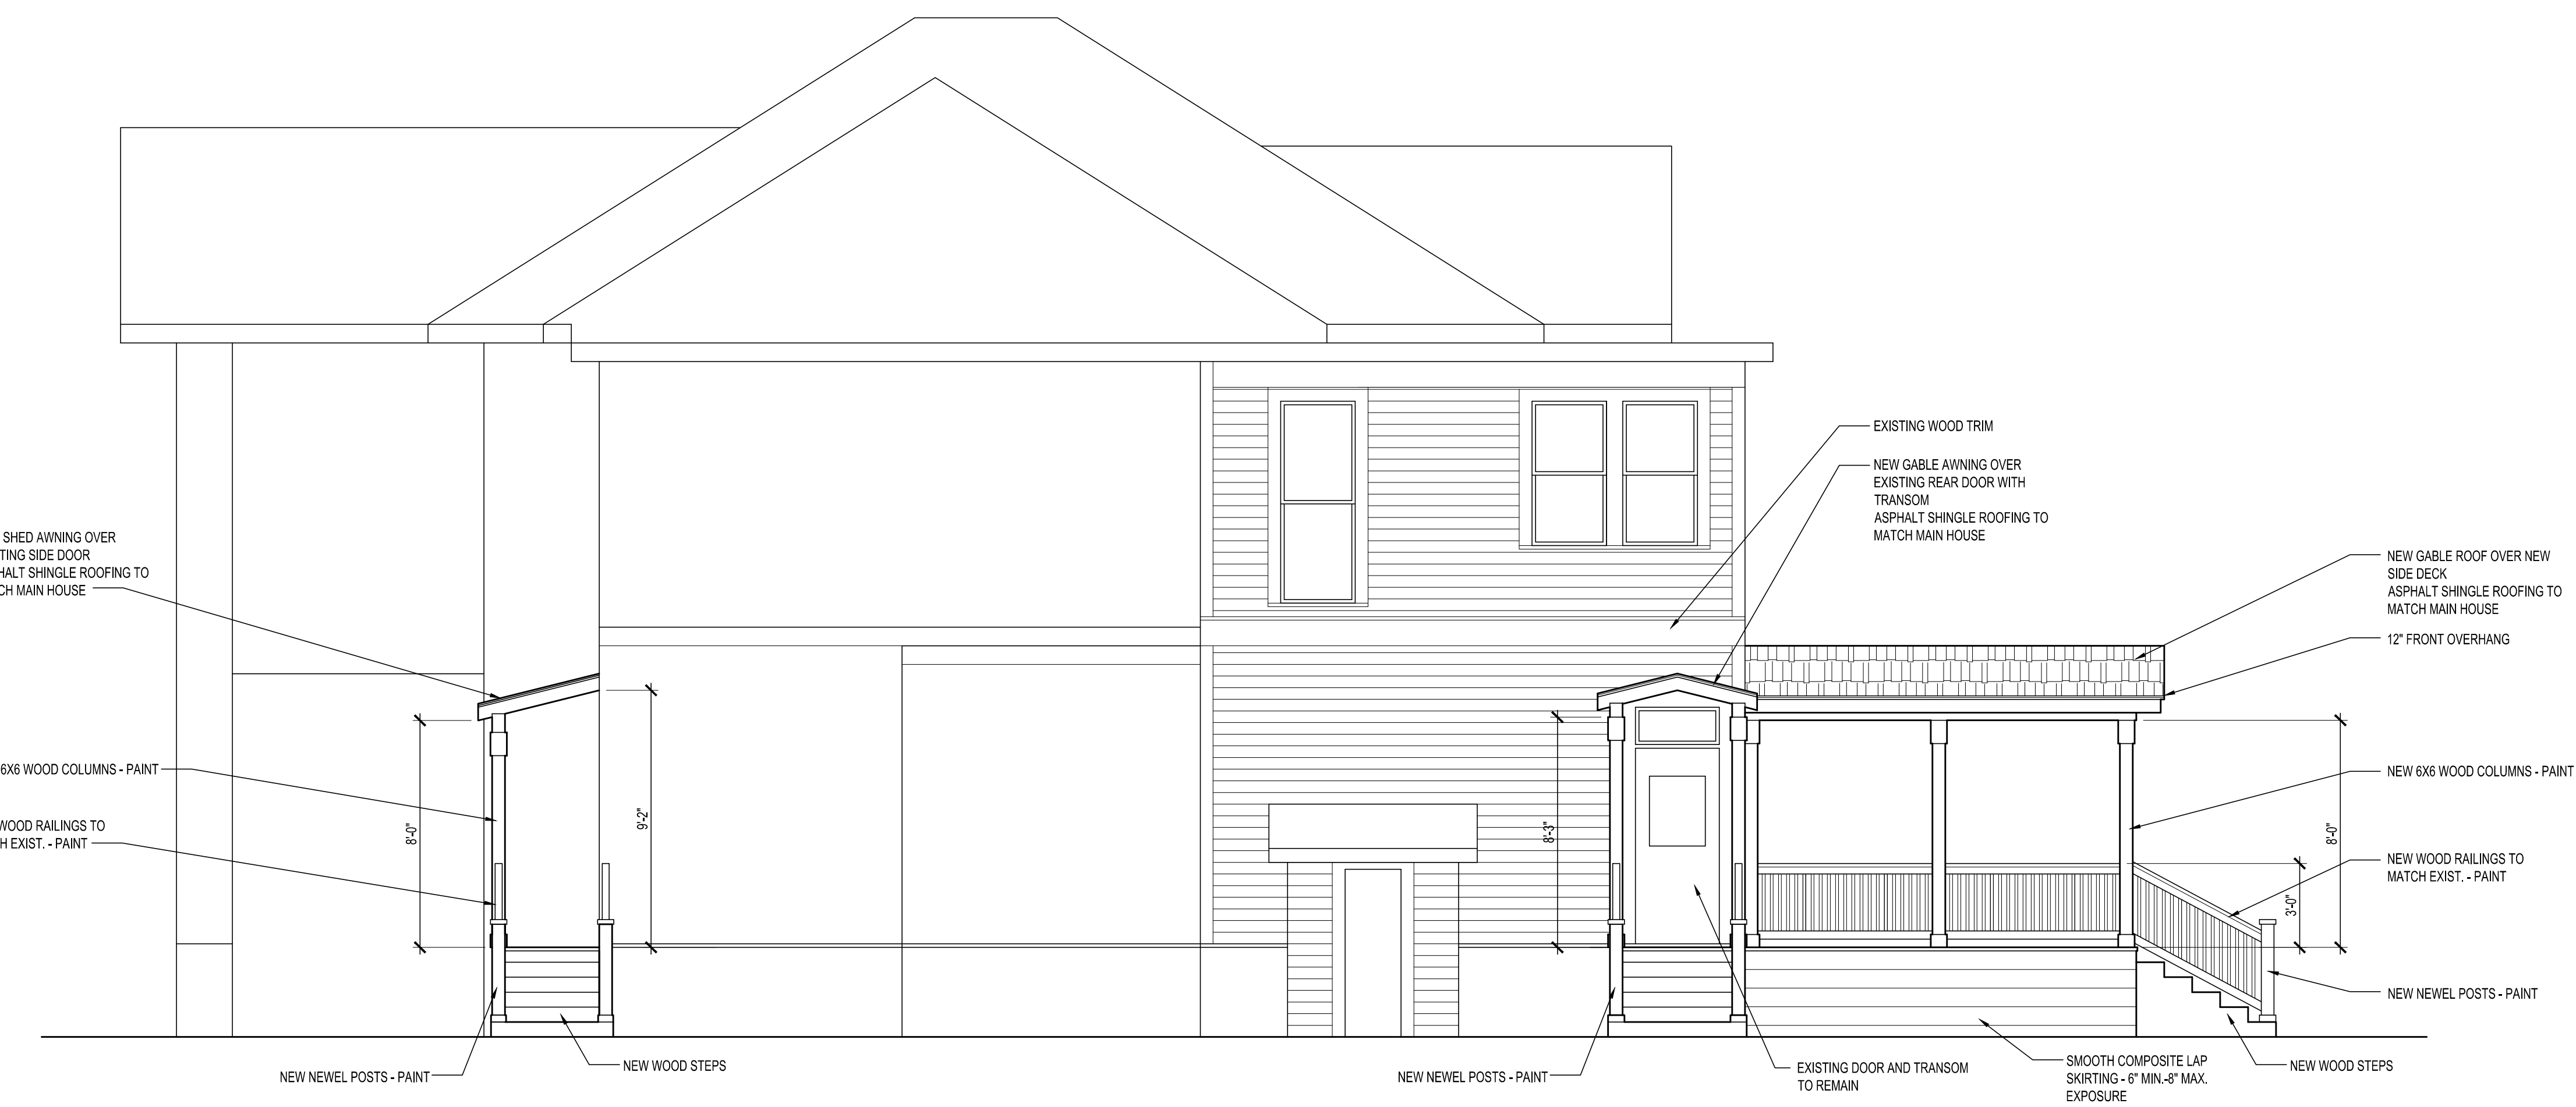 EXISTING WOOD TRIM
NEW GABLE AWNING OVER
EXISTING REAR DOOR WITH
TRANSOM
ASPHALT SHINGLE ROOFING TO
MATCH MAIN HOUSE
SHED AWNING OVER
TING SIDE DOOR
HALT SHINGLE ROOFING TO
CH MAIN HOUSE
NEW GABLE ROOF OVER NEW
SIDE DECK
ASPHALT SHINGLE ROOFING TO
MATCH MAIN HOUSE
12" FRONT OVERHANG
6X6 WOOD COLUMNS - PAINT
NEW 6X6 WOOD COLUMNS - PAINT
WOOD RAILINGS TO
H EXIST. - PAINT
8'-0"
9'-2"
8'-3"
8'-0"
3'-0"
NEW WOOD RAILINGS TO
MATCH EXIST. - PAINT
NEW NEWEL POSTS - PAINT
NEW NEWEL POSTS - PAINT
NEW WOOD STEPS
NEW NEWEL POSTS - PAINT
EXISTING DOOR AND TRANSOM
TO REMAIN
SMOOTH COMPOSITE LAP
SKIRTING - 6" MIN.-8" MAX.
EXPOSURE
NEW WOOD STEPS